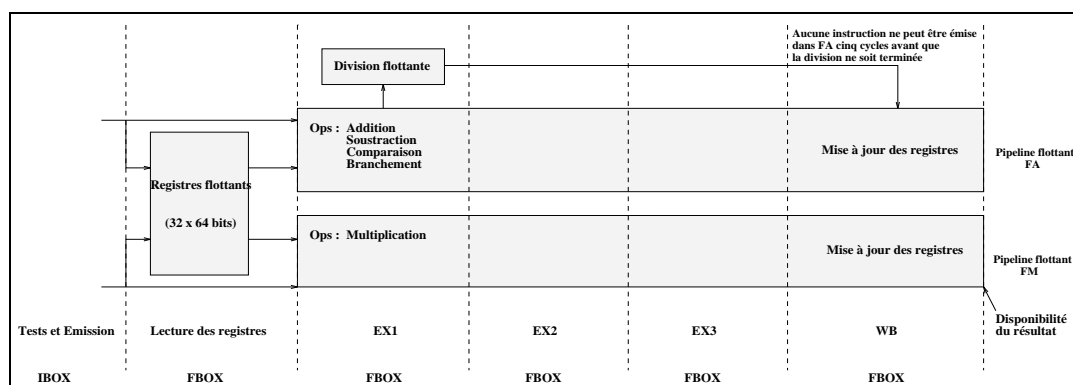 Aucune instruction ne peut être émise
dans FA cinq cycles avant que
la division ne soit terminée
Division flottante
Ops : Addition
Soustraction
Comparaison
Branchement
Mise à jour des registres
Pipeline flottant
FA
Registres flottants
(32 x 64 bits)
Ops : Multiplication
Mise à jour des registres
Pipeline flottant
FM
Tests et Emission
Lecture des registres
EX1
EX2
EX3
WB
Disponibilité
du résultat
IBOX
FBOX
FBOX
FBOX
FBOX
FBOX